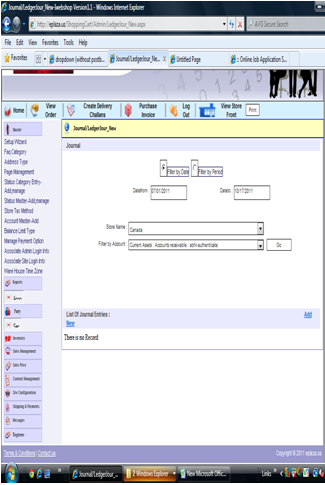 Journal/Ledgerjour_New-Iwebshop Version1.1 - Windows Internet Explorer
http://eplaza.us/ShoppingCart/Admin/Ledgerjour_New.aspx
AVG Secure Search
File Edit View Favorites Tools Help
Favorites
dropdown (without postb...
Journal/Ledgerjour_New... X
Untitled Page
:: Online Job Application S...
Home
View Order
Create Delivery Challans
Purchase Invoice
Log Out
View Store Front
Print
Master
Journal/Ledgerjour_New
Setup Wizard
Faq Category
Address Type
Page Management
Status Category Entry-Add,manage
Status Master-Add,manage
Store Tax Method
Account Master-Add
Balance Limit Type
Manage Payment Option
Associate Admin Login Info
Associate Site Login Info
Ware House Time Zone
Reports
Party
Inventory
Sales Management
Sales Price
Content Management
Site Configuration
Shipping & Payments
Messages
Employee
Journal
Filter by Date
Filter by Period
Datefrom:
07/01/2011
Dateto:
10/17/2011
Store Name:
Canada
Filter by Account:
Current Assets : Accounts receivable :
Go
List Of Journal Entries :
Add
New
There is no Record
Terms & Conditions | Contact us
Copyright © 2011 eplaza.us
Journal/Ledgerjour_...
2 Windows Explorer
New Microsoft Offic...
Links